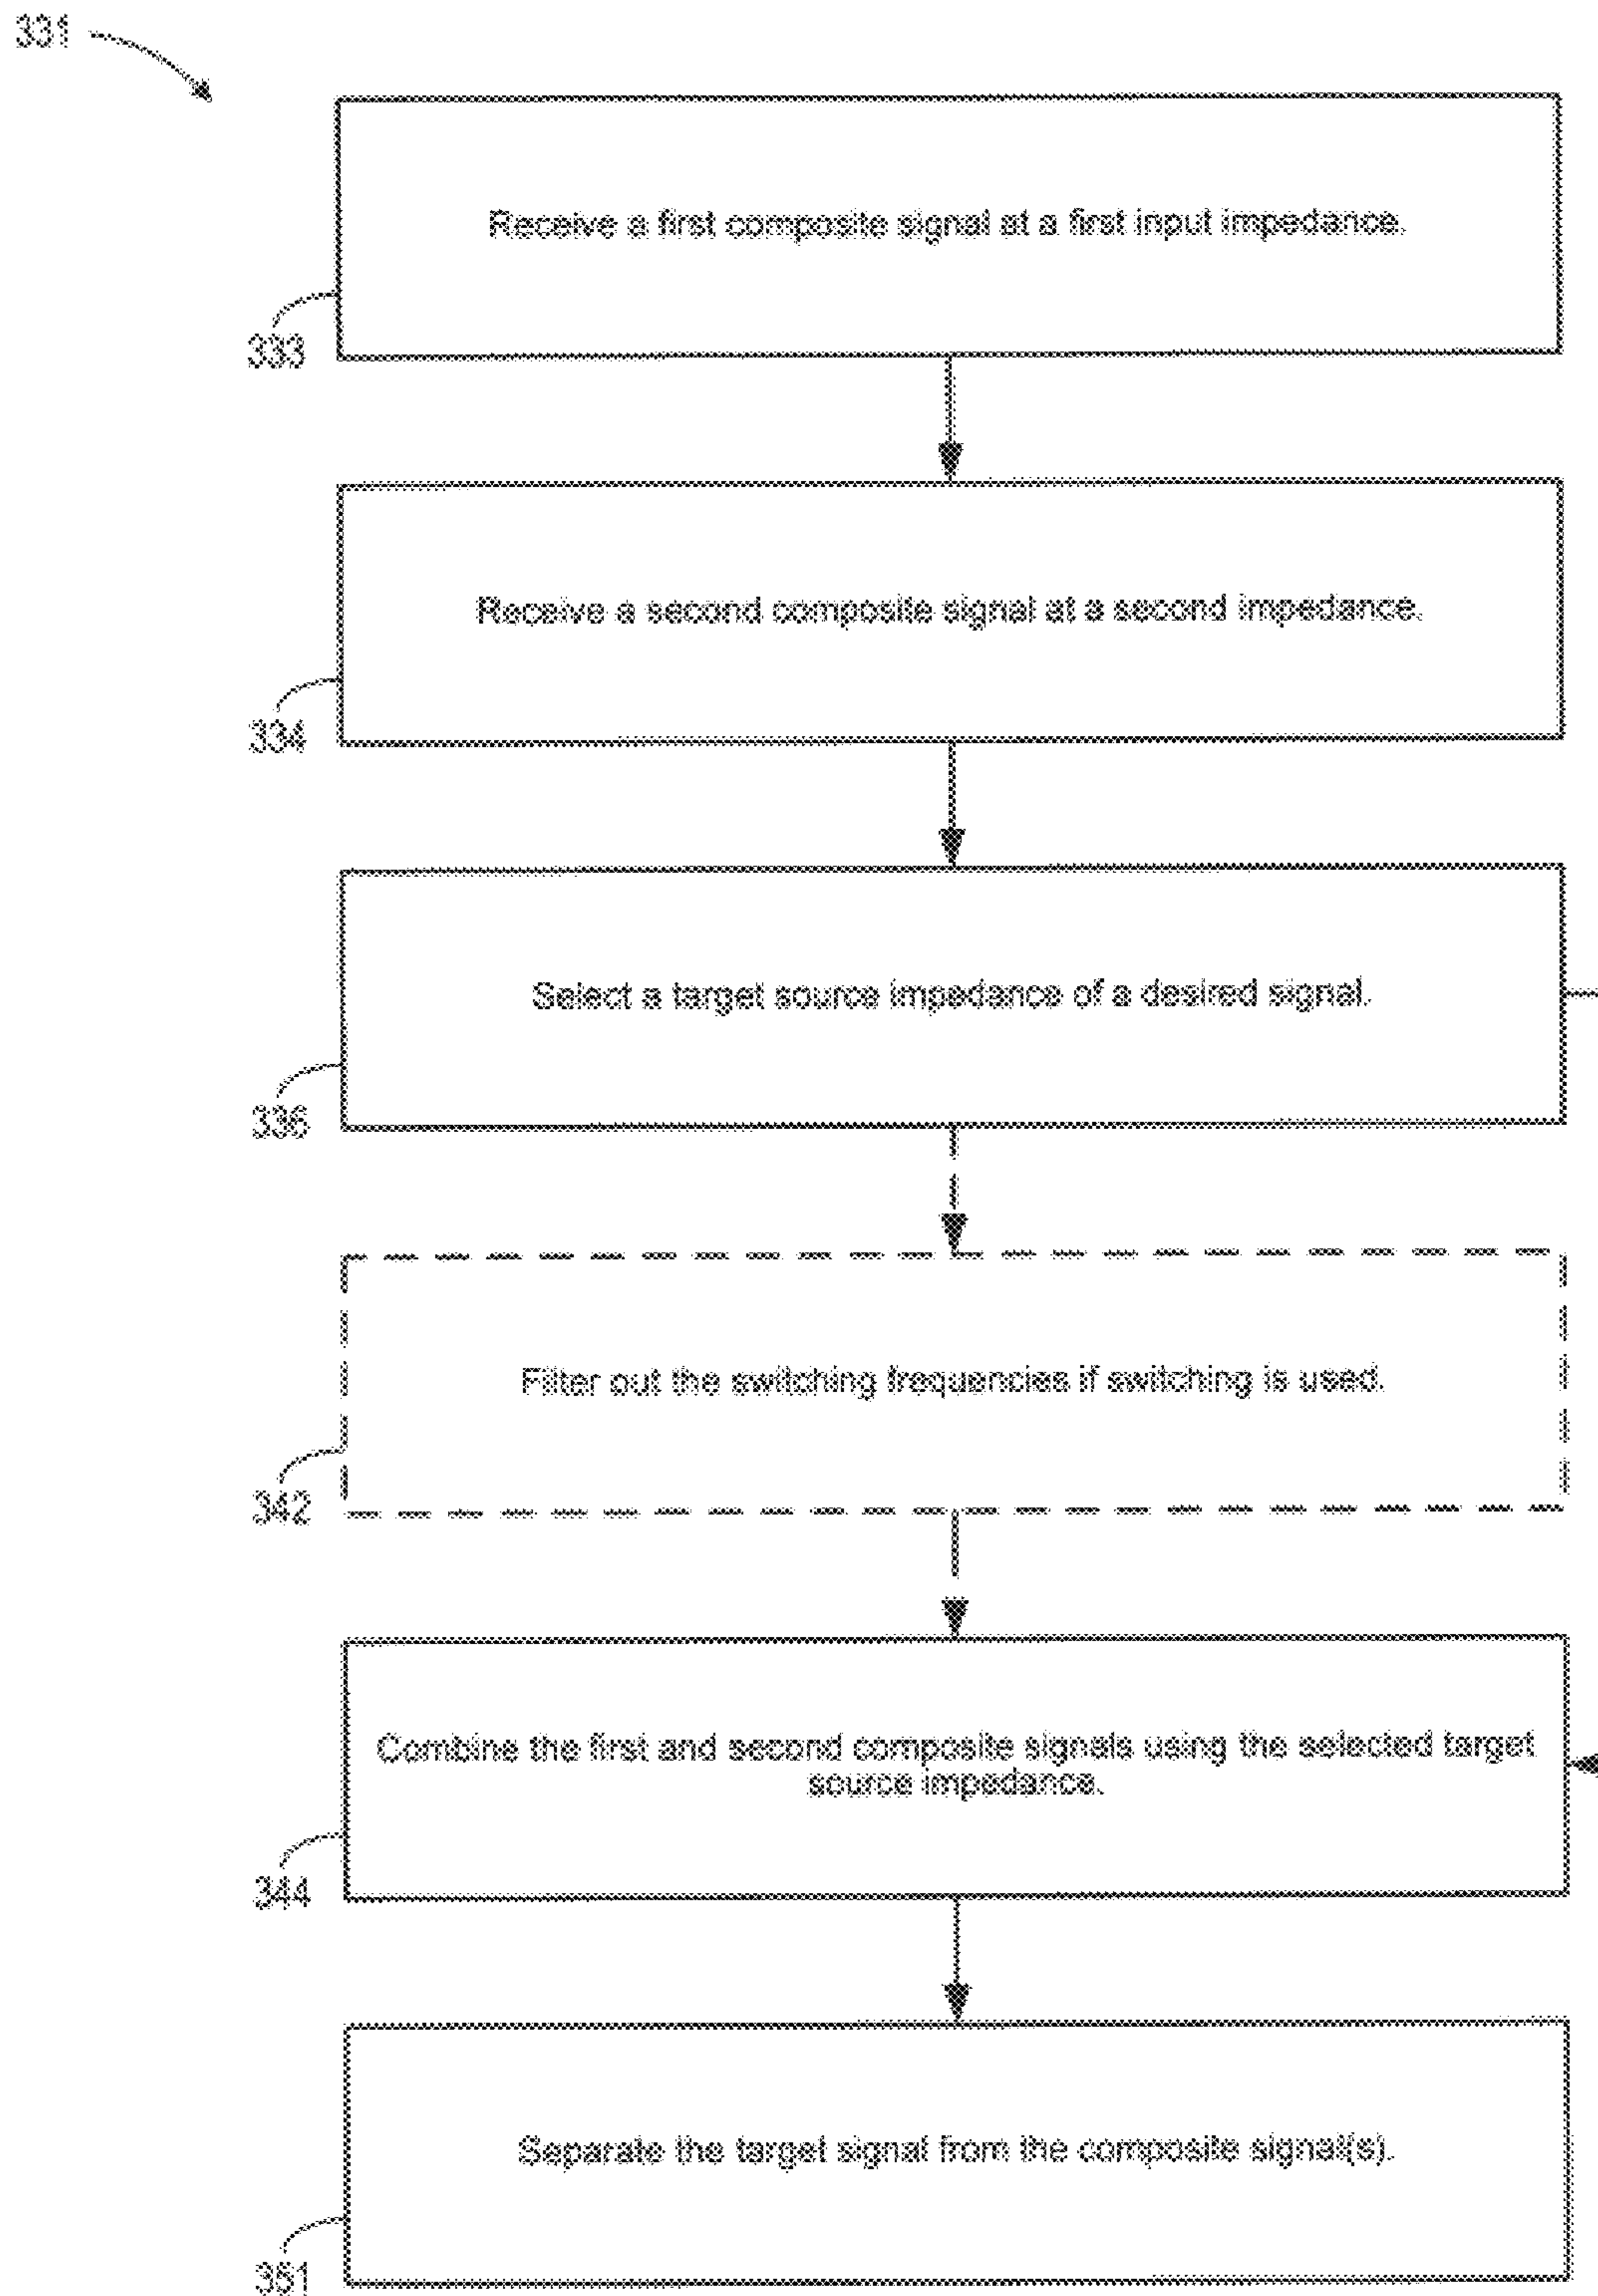 331
Receive a first composite signal at a first input impedance.
333
Receive a second composite signal at a second impedance.
334
Select a target source impedance of a desired signal.
336
Filter out the switching frequencies if switching is used.
342
Combine the first and second composite signals using the selected target
source impedance.
344
Separate the target signal from the composite signal(s).
351